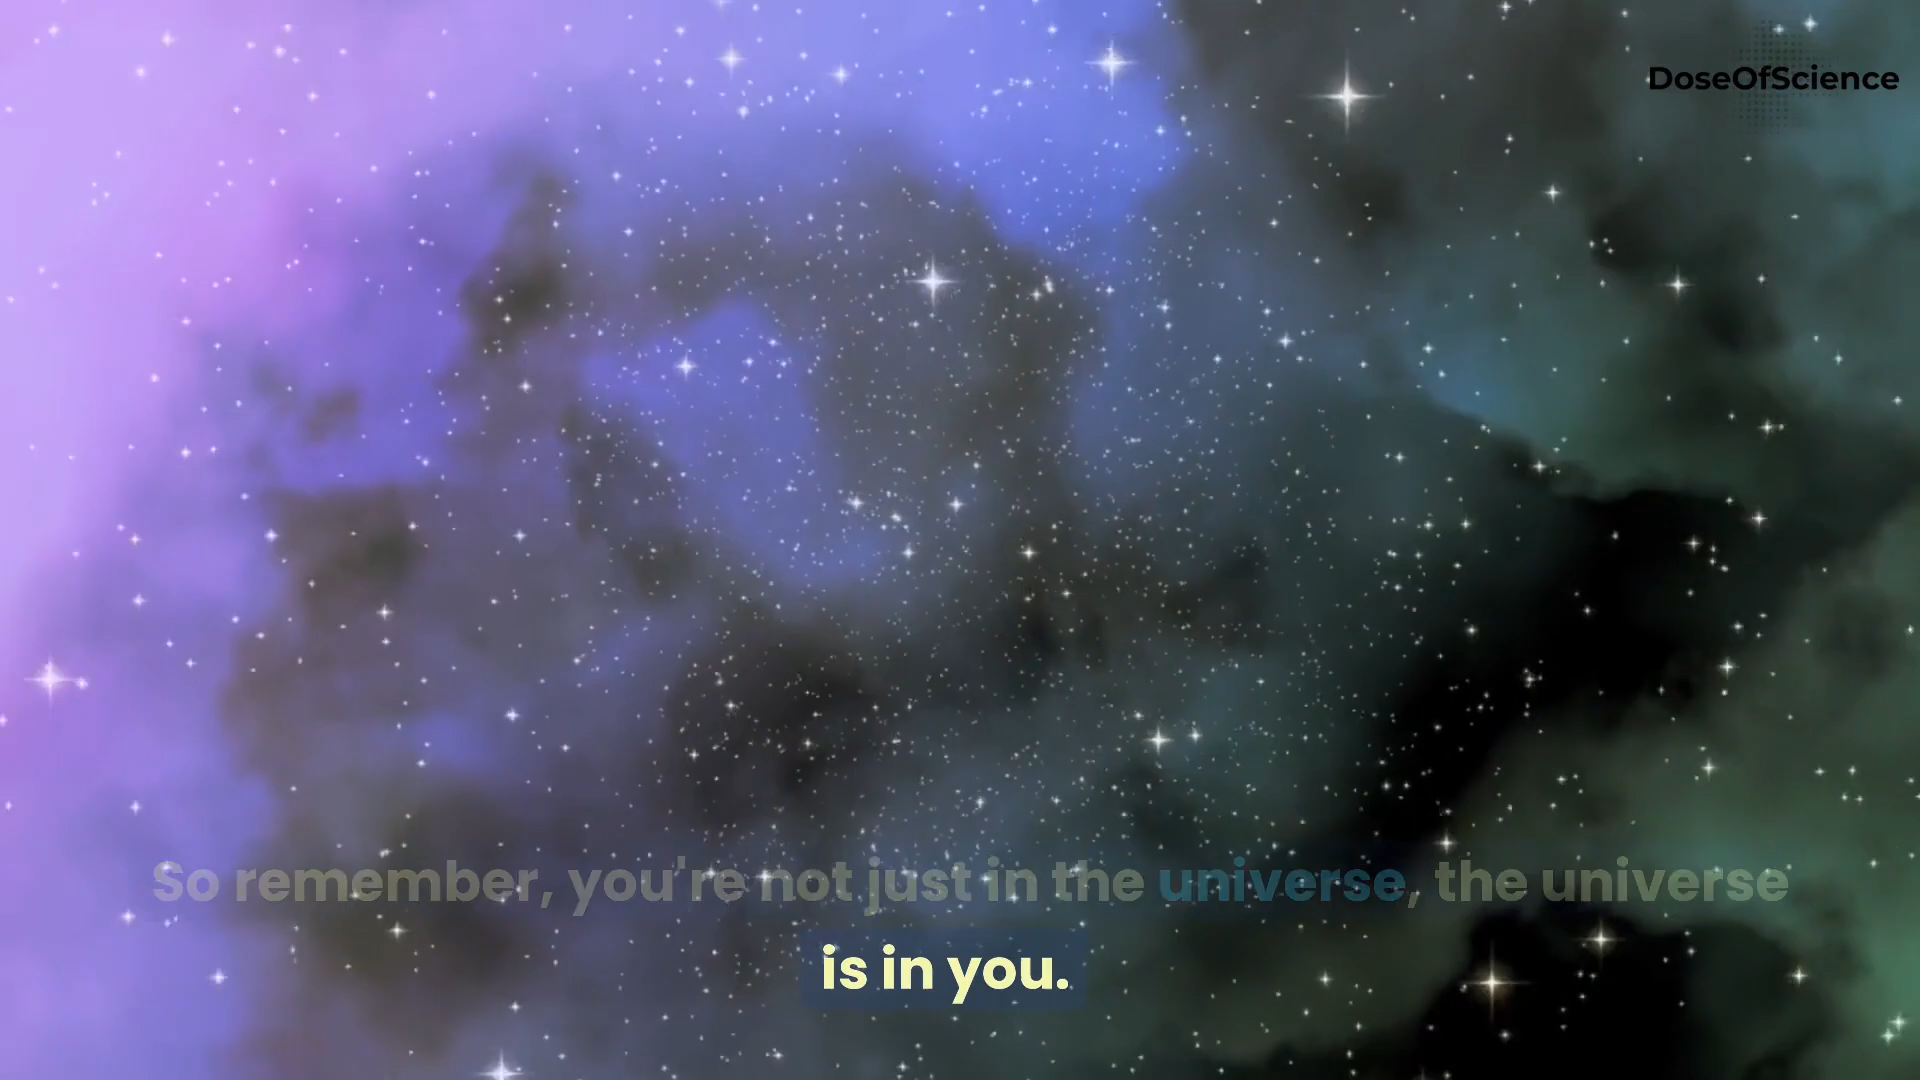 DoseOfScience
So remember, you're not just in the universe, the universe
is in you.